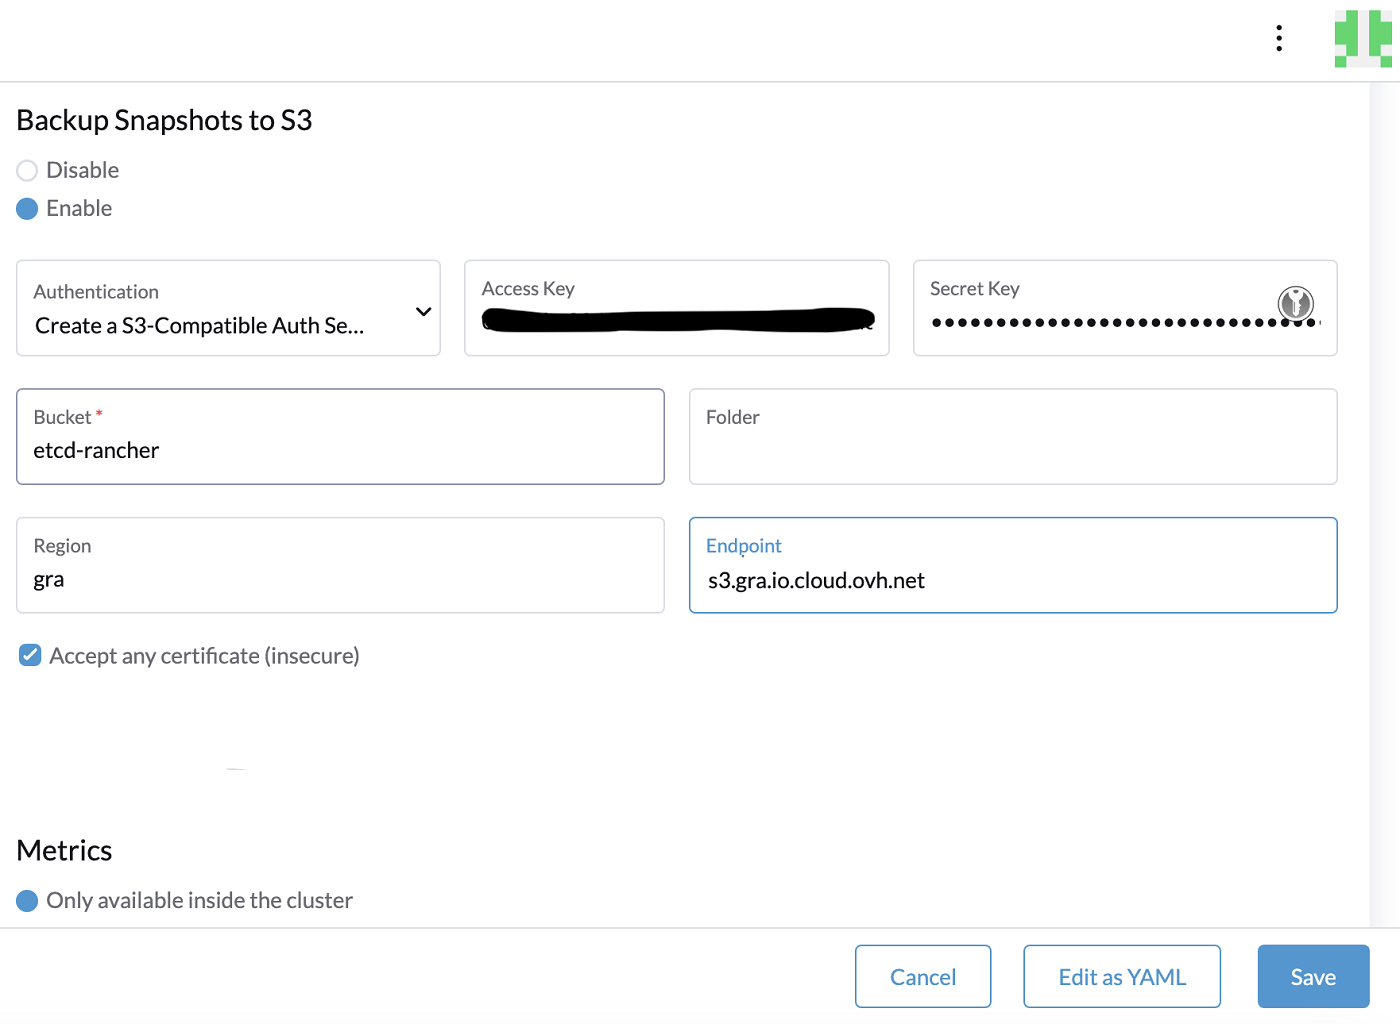 Backup Snapshots to S3
Disable
Enable
Authentication
Create a S3-Compatible Auth Se...
Access Key
Secret Key
Bucket *
etcd-rancher
Folder
Region
gra
Endpoint
s3.gra.io.cloud.ovh.net
Accept any certificate (insecure)
Metrics
Only available inside the cluster
Cancel
Edit as YAML
Save